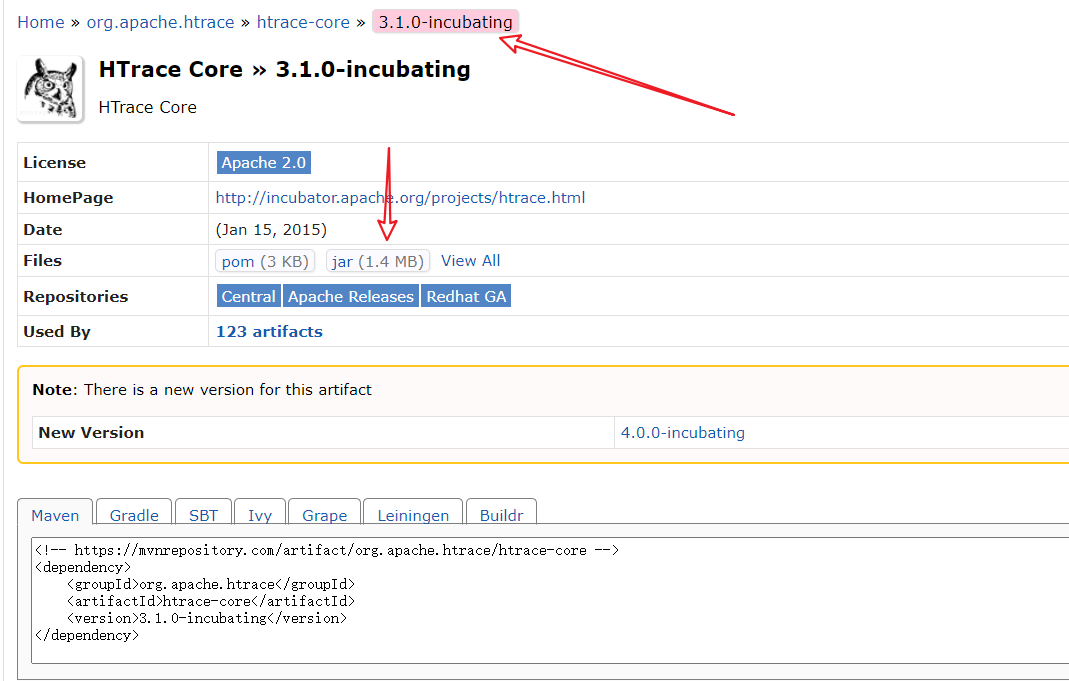 Home » org.apache.htrace » htrace-core » 3.1.0-incubating
HTrace Core » 3.1.0-incubating
HTrace Core
License Apache 2.0
HomePage http://incubator.apache.org/projects/htrace.html
Date (Jan 15, 2015)
Files pom (3 KB) jar (1.4 MB) View All
Repositories Central Apache Releases Redhat GA
Used By 123 artifacts
Note: There is a new version for this artifact
New Version 4.0.0-incubating
Maven Gradle SBT Ivy Grape Leiningen Buildr
<!-- https://mvnrepository.com/artifact/org.apache.htrace/htrace-core -->
<dependency>
    <groupId>org.apache.htrace</groupId>
    <artifactId>htrace-core</artifactId>
    <version>3.1.0-incubating</version>
</dependency>